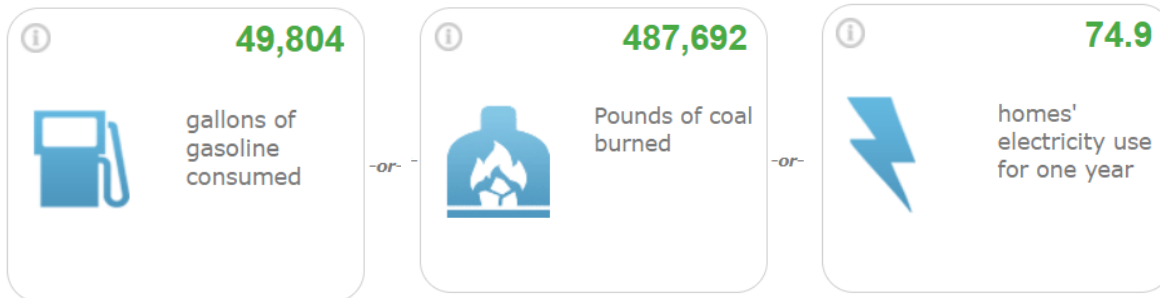 49,804
gallons of
gasoline
consumed
-or- -
487,692
Pounds of coal
burned
-or-
74.9
homes'
electricity use
for one year